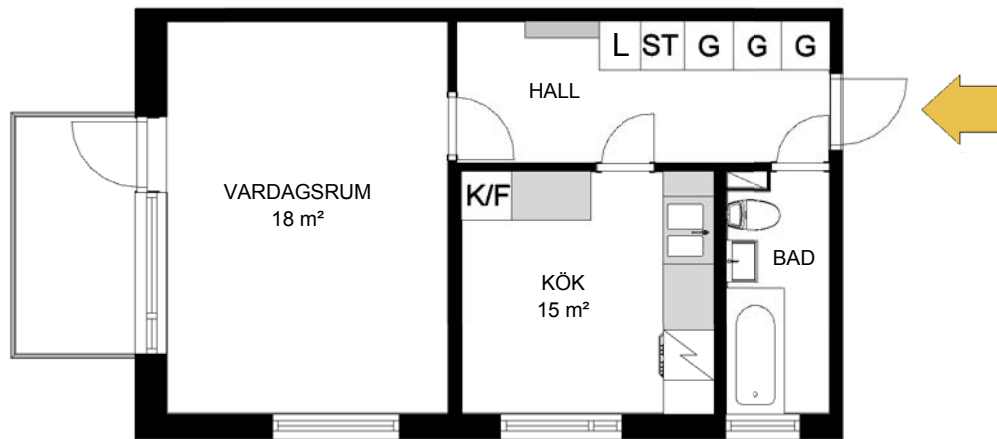 L ST G G G
HALL
VARDAGSRUM
18 m²
K/F
KÖK
15 m²
BAD